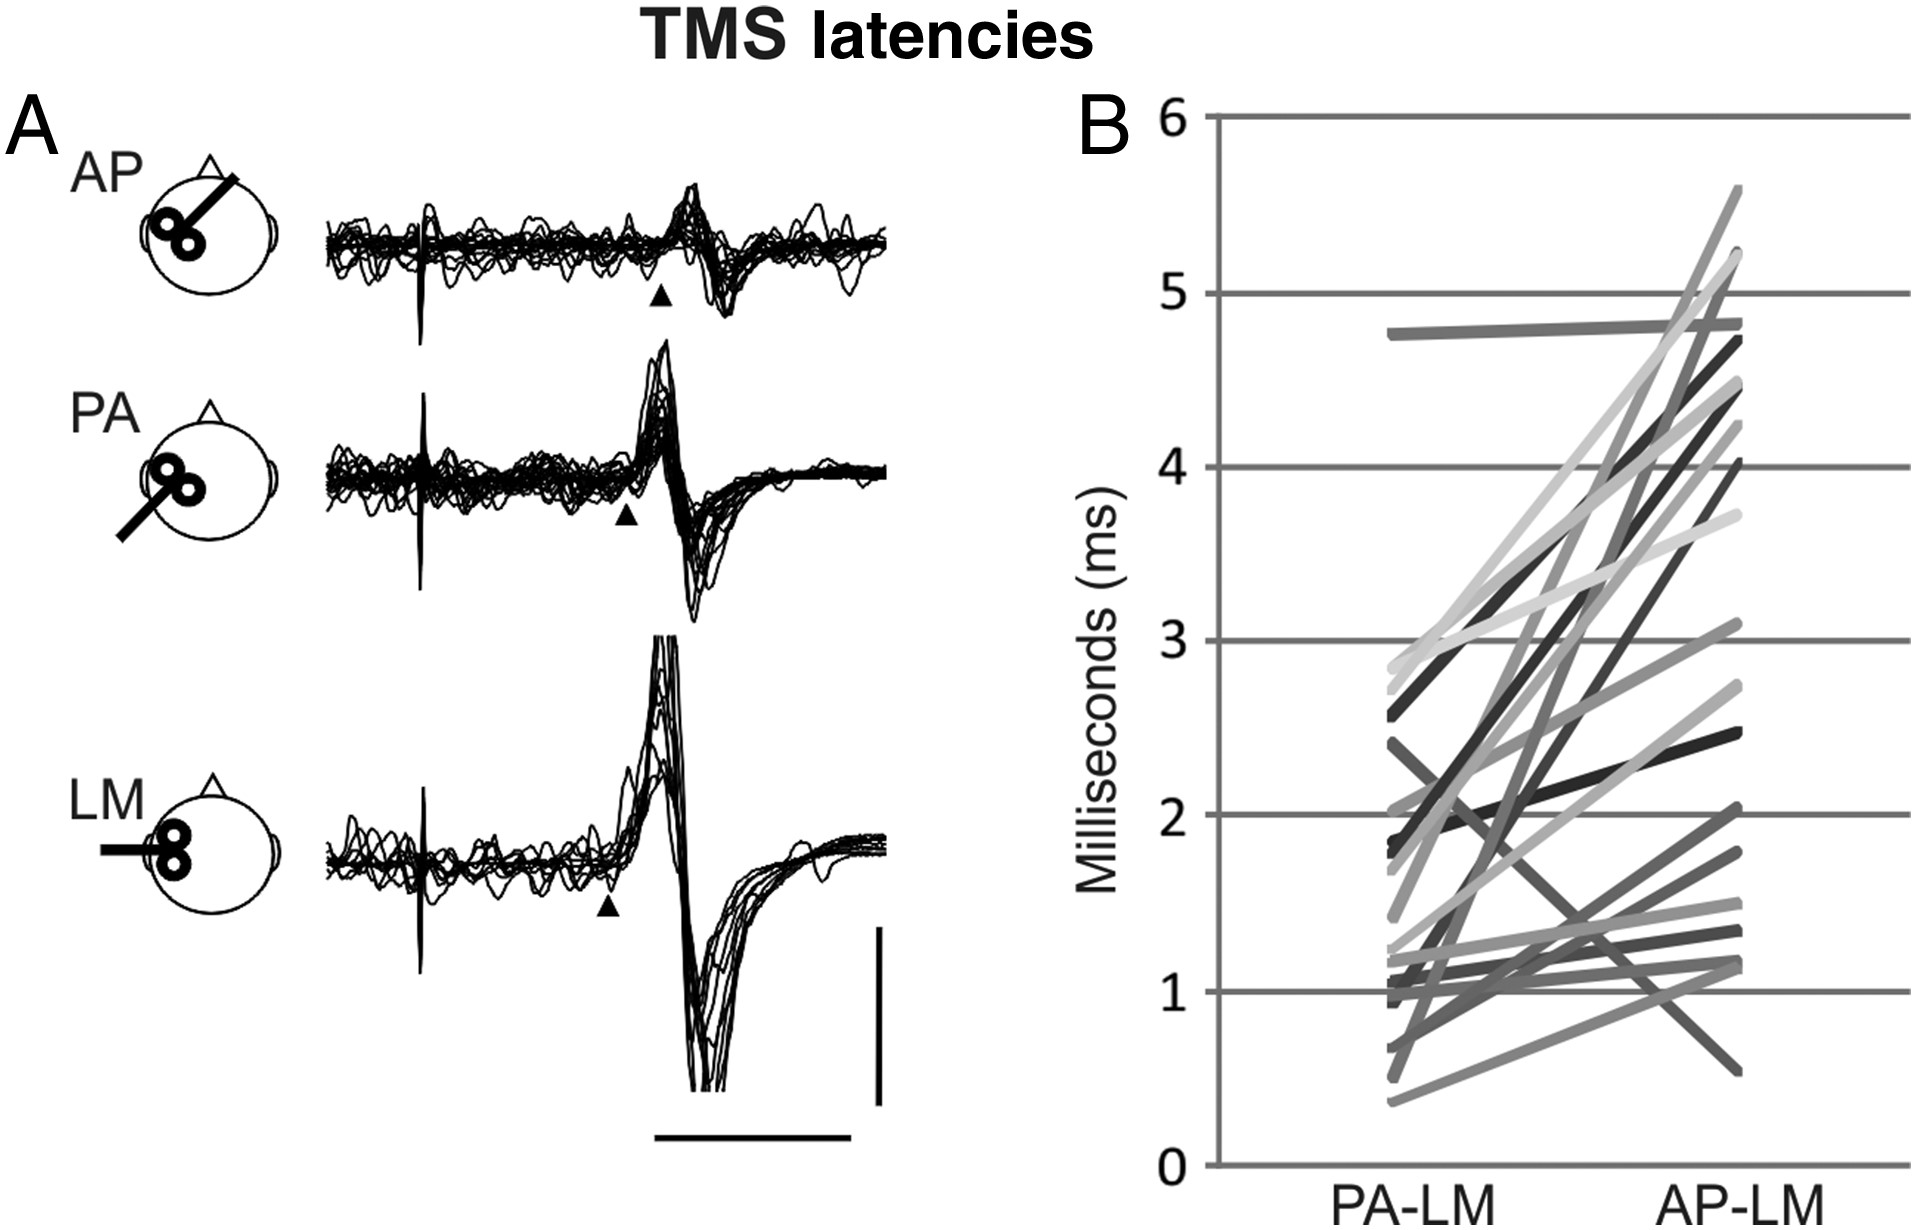 TMS latencies
A
AP
PA
LM
B
Milliseconds (ms)
6
5
4
3
2
1
0
PA-LM
AP-LM